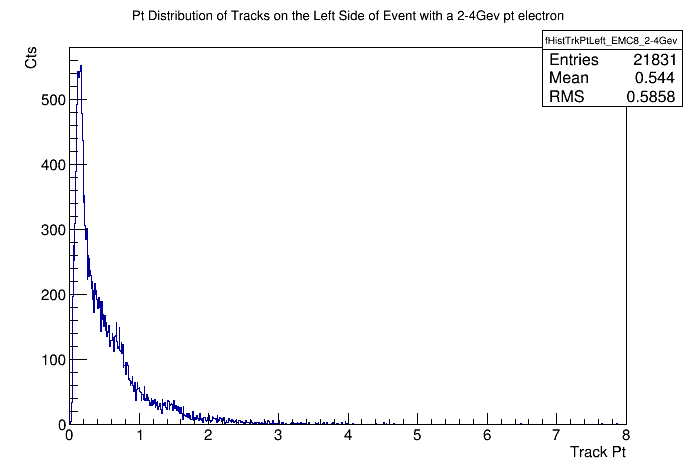 Pt Distribution of Tracks on the Left Side of Event with a 2-4Gev pt electron
fHistTrkPtLeft_EMC8_2-4Gev
Entries 21831
Mean 0.544
RMS 0.5858
Cts
500
400
300
200
100
0
0 1 2 3 4 5 6 7 8
Track Pt